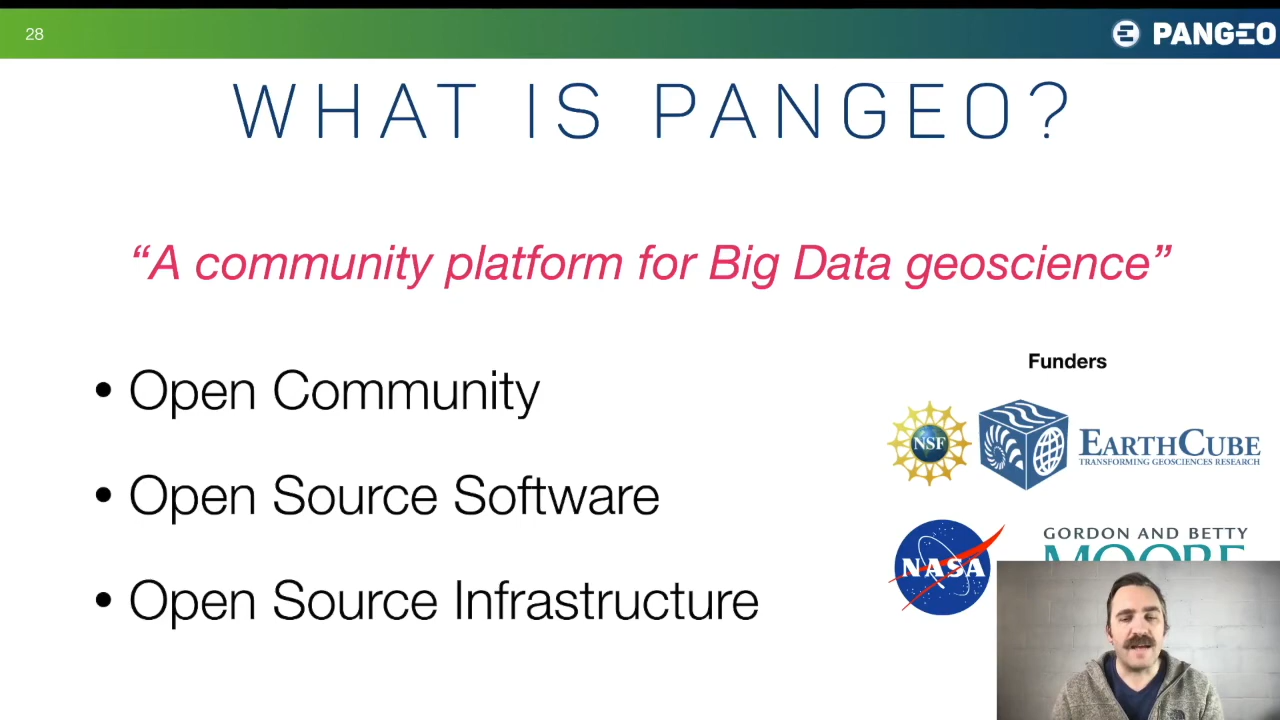 28
PANGEO
WHAT IS PANGEO?
“A community platform for Big Data geoscience”
• Open Community
• Open Source Software
• Open Source Infrastructure
Funders
NSF
EARTHCUBE
TRANSFORMING GEOSCIENCES RESEARCH
NASA
GORDON AND BETTY
MOORE